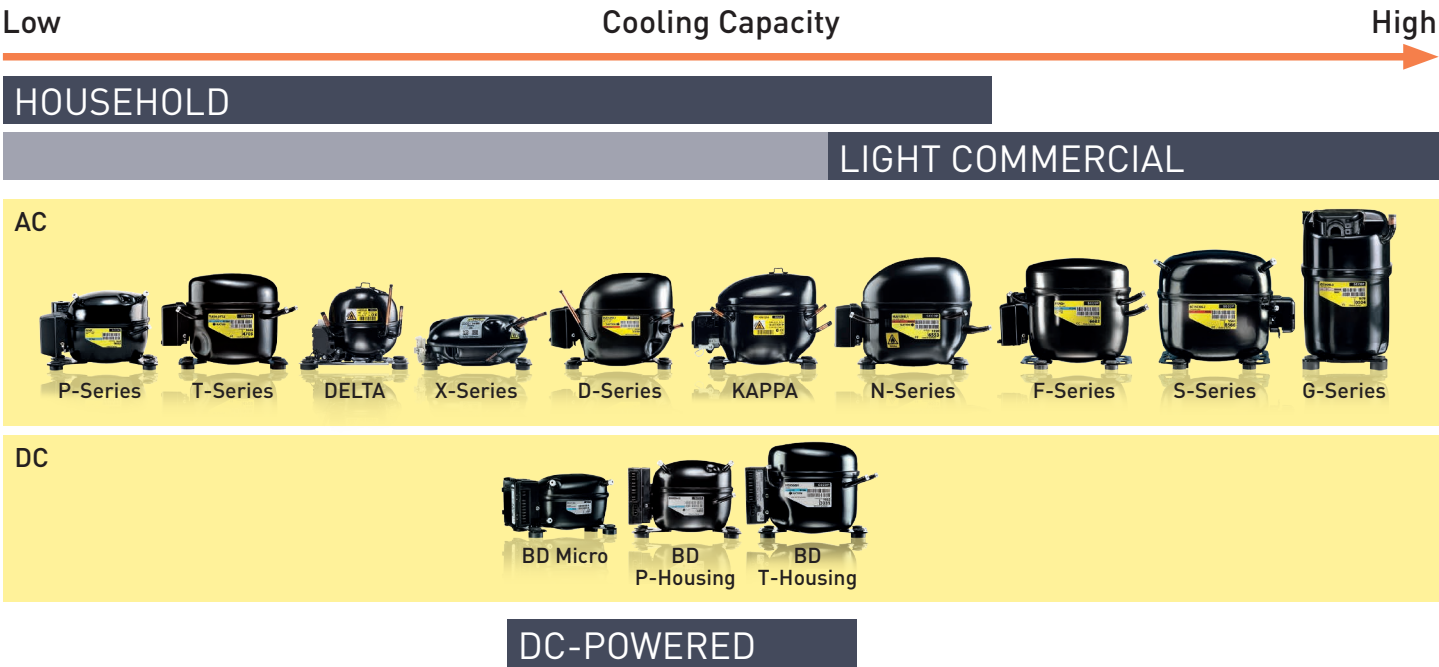 Low Cooling Capacity High
HOUSEHOLD
LIGHT COMMERCIAL
AC
P-Series T-Series DELTA X-Series D-Series KAPPA N-Series F-Series S-Series G-Series
DC
BD Micro BD BD
P-Housing T-Housing
DC-POWERED